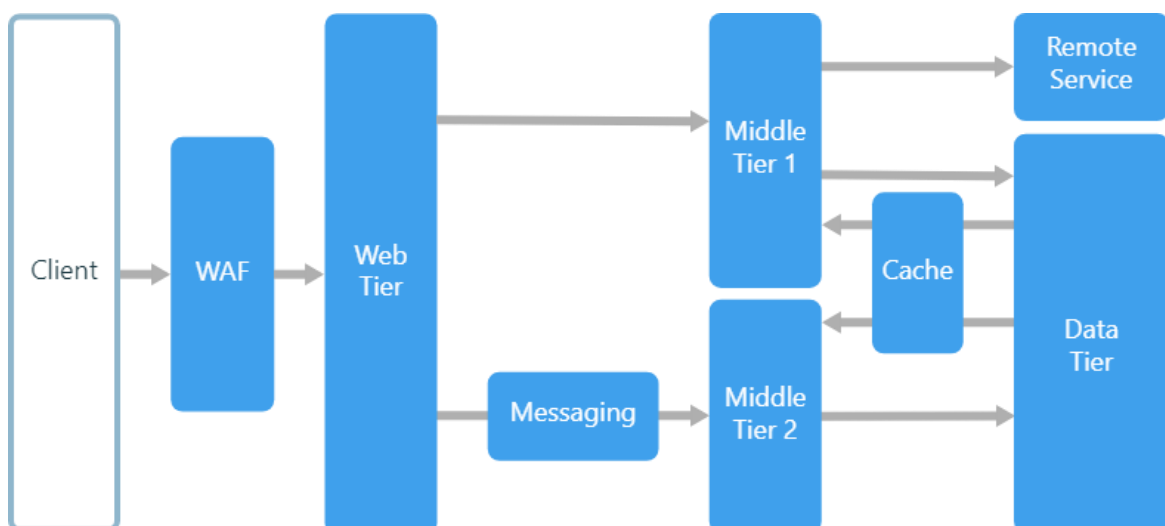 Client
WAF
Web
Tier
Messaging
Middle
Tier 1
Middle
Tier 2
Cache
Remote
Service
Data
Tier